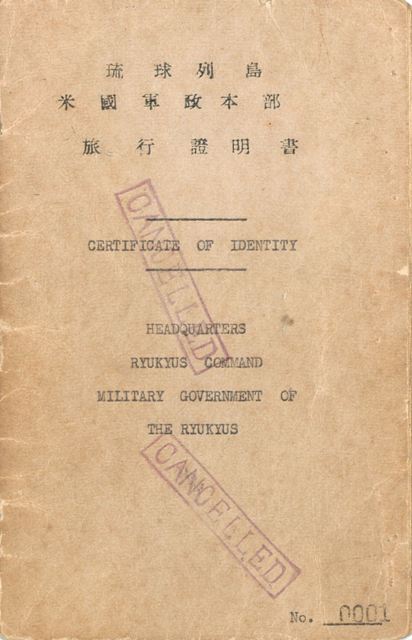 琉球列島
米國軍政本部
旅行證明書
CERTIFICATE OF IDENTITY
HEADQUARTERS
RYUKYUS COMMAND
MILITARY GOVERNMENT OF
THE RYUKYUS
CANCELLED
CANCELLED
No. 0001